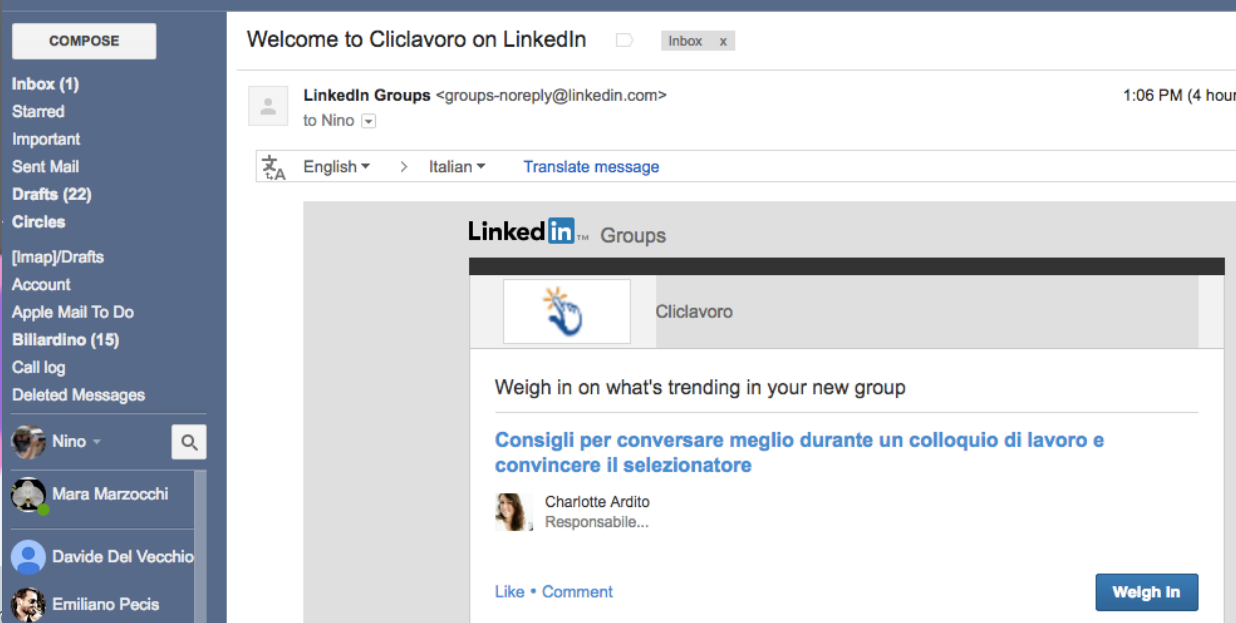 COMPOSE
Inbox (1)
Starred
Important
Sent Mail
Drafts (22)
Circles
[Imap]/Drafts
Account
Apple Mail To Do
Biliardino (15)
Call log
Deleted Messages
Nino
Mara Marzocchi
Davide Del Vecchio
Emiliano Pecis
Welcome to Cliclavoro on LinkedIn
Inbox x
LinkedIn Groups <groups-noreply@linkedin.com>
1:06 PM (4 hour
to Nino
English > Italian Translate message
Linked in™ Groups
Cliclavoro
Weigh in on what's trending in your new group
Consigli per conversare meglio durante un colloquio di lavoro e
convincere il selezionatore
Charlotte Ardito
Responsabile...
Like • Comment
Weigh In